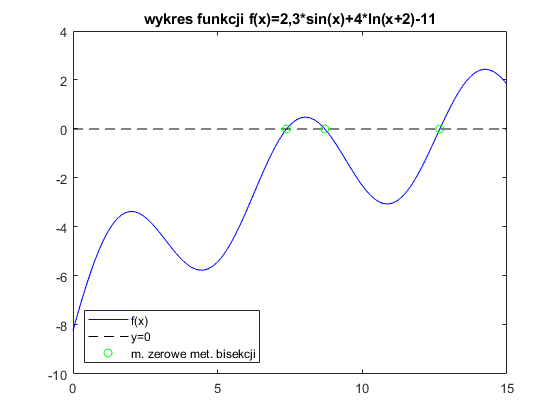 wykres funkcji f(x)=2,3*sin(x)+4*ln(x+2)-11
4
2
0
-2
-4
-6
-8
-10
f(x)
y=0
m. zerowe met. bisekcji
0 5 10 15